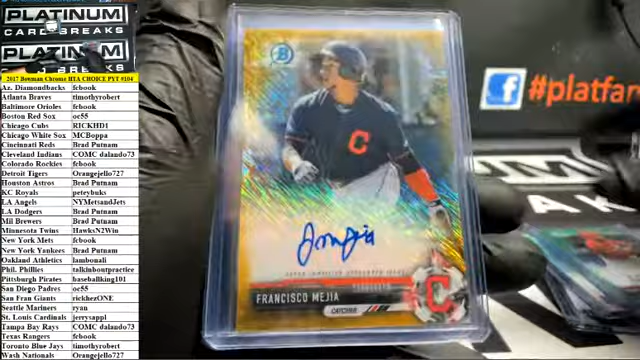 PLATINUM
CARD BREAKS
PLATINUM
CARD BREAKS
2017 Bowman Chrome HTA CHOICE PYT #104
Az. Diamondbacks fcbook
Atlanta Braves timothyrobert
Baltimore Orioles fcbook
Boston Red Sox oc55
Chicago Cubs RICKHD1
Chicago White Sox MCBoppa
Cincinnati Reds Brad Putnam
Cleveland Indians COMC dalando73
Colorado Rockies fcbook
Detroit Tigers Orangejello727
Houston Astros Brad Putnam
KC Royals peteybuks
LA Angels NYMetsandJets
LA Dodgers Brad Putnam
Mil Brewers Brad Putnam
Minnesota Twins HawksN2Win
New York Mets fcbook
New York Yankees Brad Putnam
Oakland Athletics lambonali
Phil. Phillies talkinboutpractice
Pittsburgh Pirates baseballking101
San Diego Padres oc55
San Fran Giants rickhezONE
Seattle Mariners ryan
St. Louis Cardinals jerrysappl
Tampa Bay Rays COMC dalando73
Texas Rangers fcbook
Toronto Blue Jays timothyrobert
Wash Nationals Orangejello727
B
C
FRANCISCO MEJIA
CATCHER
C
f #platfam